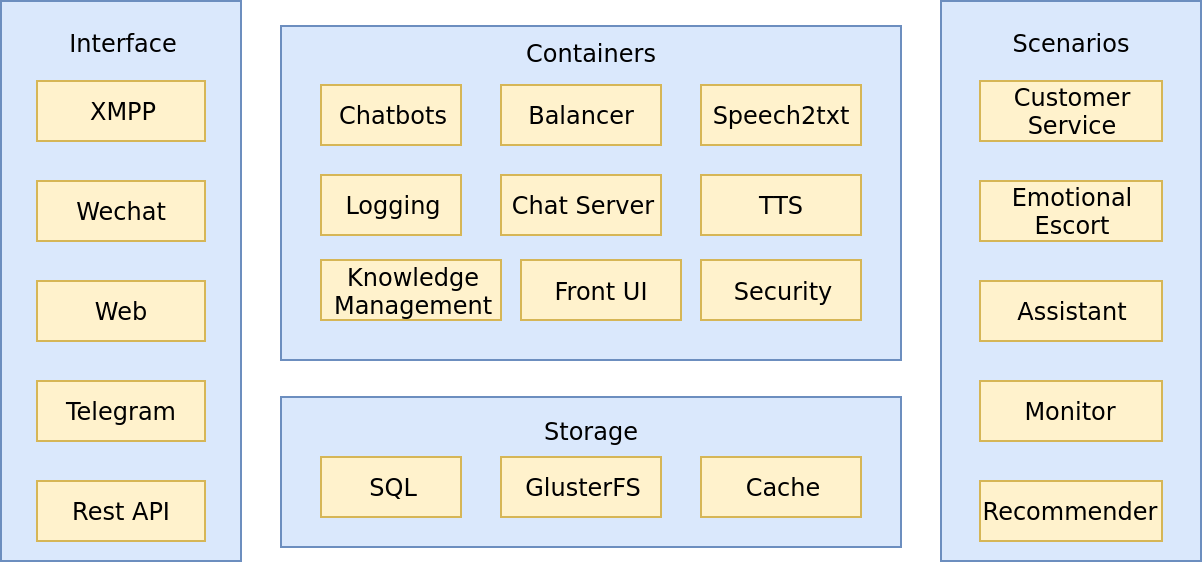 Interface
XMPP
Wechat
Web
Telegram
Rest API
Containers
Chatbots
Balancer
Speech2txt
Logging
Chat Server
TTS
Knowledge
Management
Front UI
Security
Storage
SQL
GlusterFS
Cache
Scenarios
Customer
Service
Emotional
Escort
Assistant
Monitor
Recommender